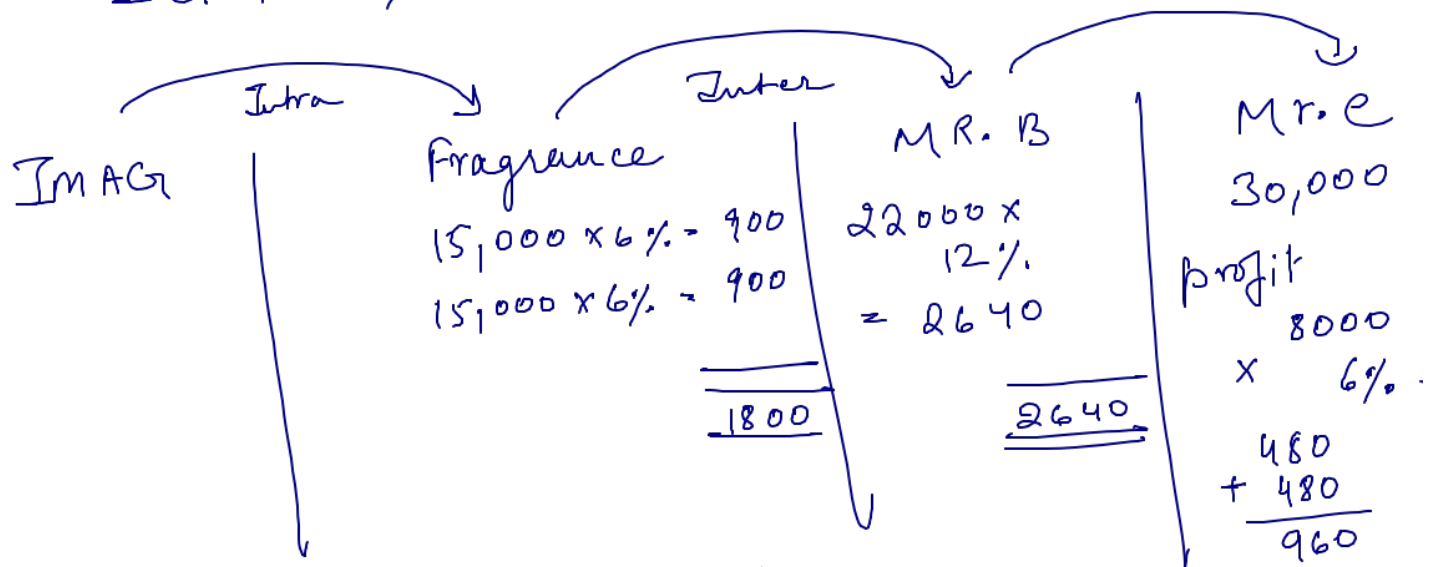 Intra
Inter
IMAG
Fragrance
15,000 x 6% = 900
15,000 x 6% = 900
1800
MR. B
22000 x
12%
= 2640
2640
Mr. C
30,000
profit
8000
x 6%.
480
+ 480
960